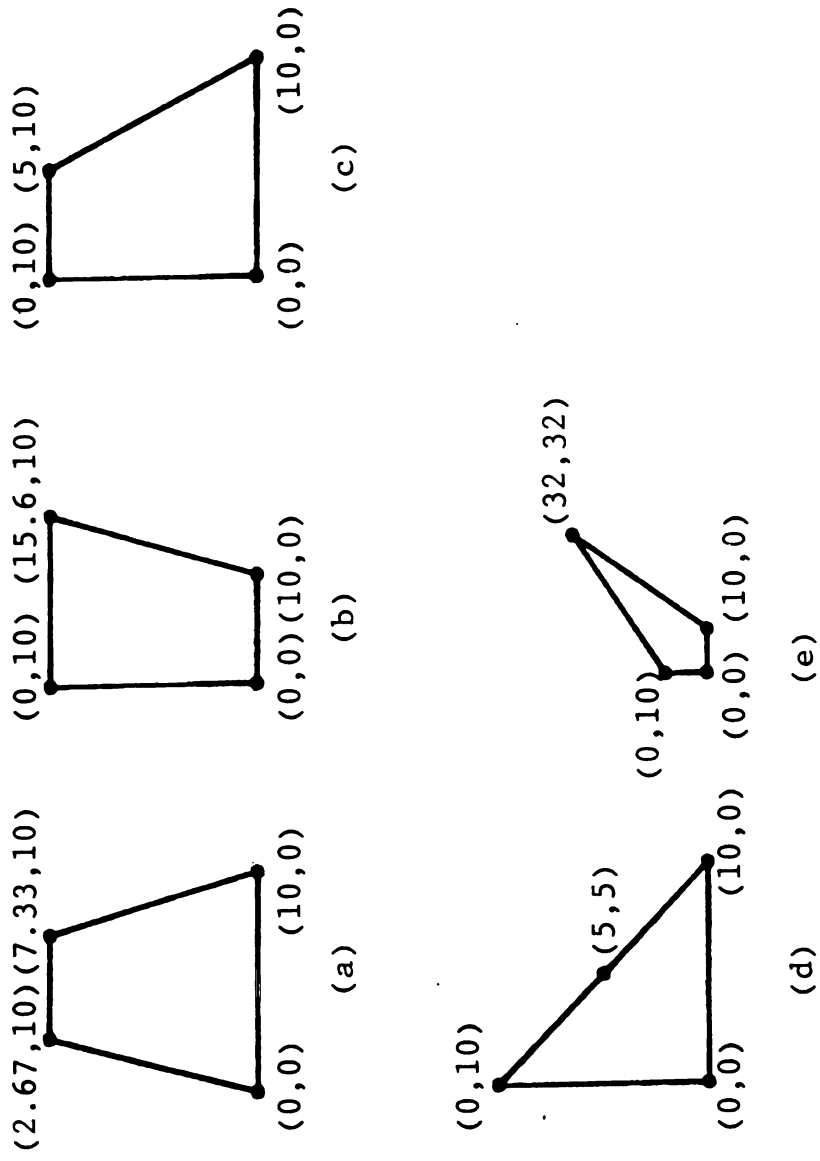 (2.67,10)(7.33,10)
(0,0) (10,0)
(a)
(0,10) (15.6,10)
(0,0)(10,0)
(b)
(0,10) (5,10)
(0,0) (10,0)
(c)
(0,10)
(5,5)
(0,0) (10,0)
(d)
(32,32)
(0,10)
(0,0) (10,0)
(e)